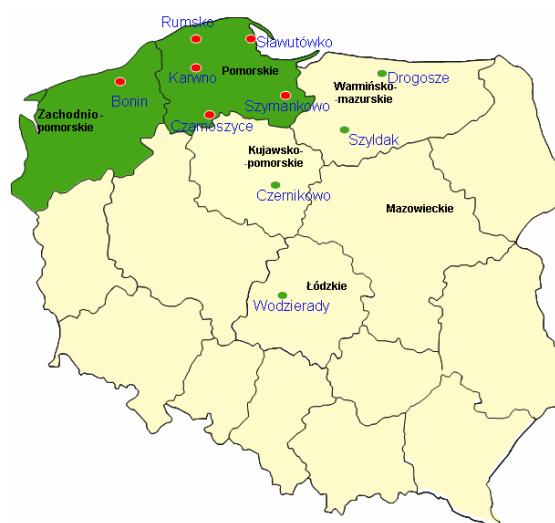 Rumsko
Sławutówko
Karwno
Pomorskie
Warmińsko-
mazurskie
Drogosze
Bonin
Szymankowo
Zachodnio-
pomorskie
Czarnoszyce
Szyldak
Kujawsko-
pomorskie
Czernikowo
Mazowieckie
Łódzkie
Wodzierady